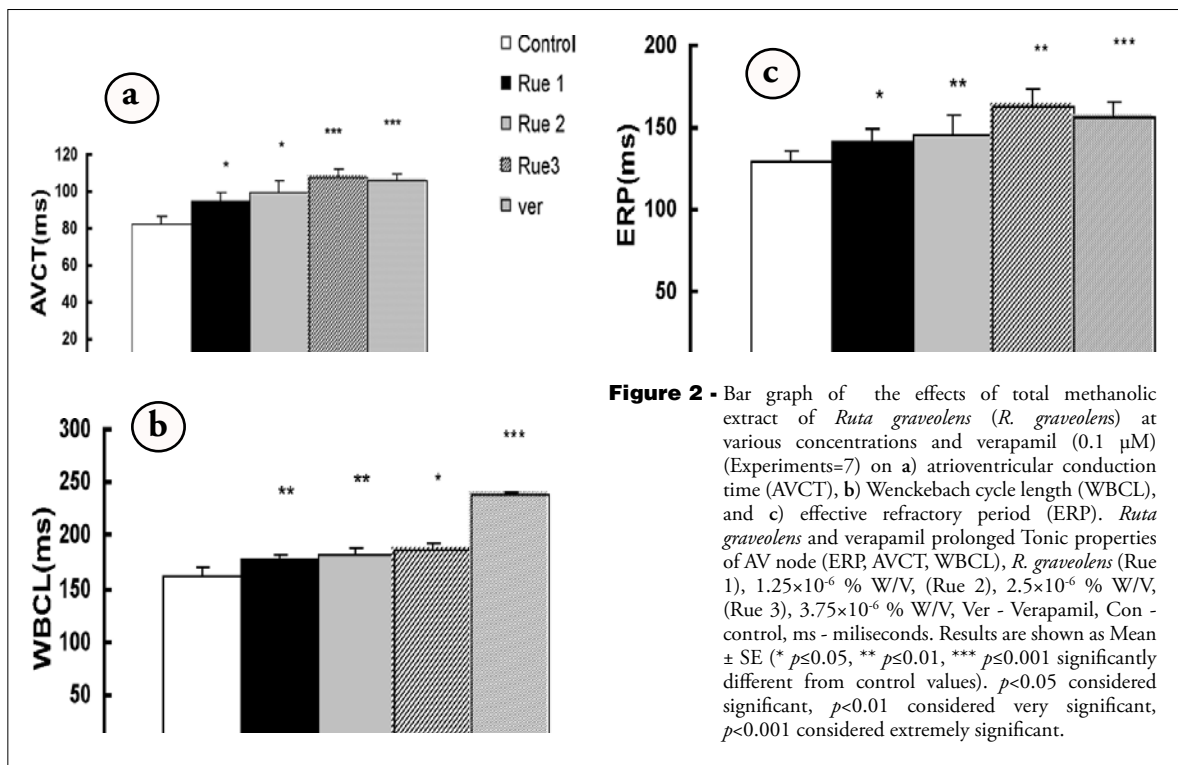 a
* * *** ***
AVCT(ms)
120
100
80
60
40
20
Control
Rue 1
Rue 2
Rue3
ver
c
* ** ** ***
ERP(ms)
200
150
100
50
b
** ** * ***
WBCL(ms)
300
250
200
150
100
50
Figure 2 - Bar graph of the effects of total methanolic
extract of Ruta graveolens (R. graveolens) at
various concentrations and verapamil (0.1 µM)
(Experiments=7) on a) atrioventricular conduction
time (AVCT), b) Wenckebach cycle length (WBCL),
and c) effective refractory period (ERP). Ruta
graveolens and verapamil prolonged Tonic properties
of AV node (ERP, AVCT, WBCL), R. graveolens (Rue
1), 1.25×10⁻⁶ % W/V, (Rue 2), 2.5×10⁻⁶ % W/V,
(Rue 3), 3.75×10⁻⁶ % W/V, Ver - Verapamil, Con -
control, ms - miliseconds. Results are shown as Mean
± SE (* p≤0.05, ** p≤0.01, *** p≤0.001 significantly
different from control values). p<0.05 considered
significant, p<0.01 considered very significant,
p<0.001 considered extremely significant.